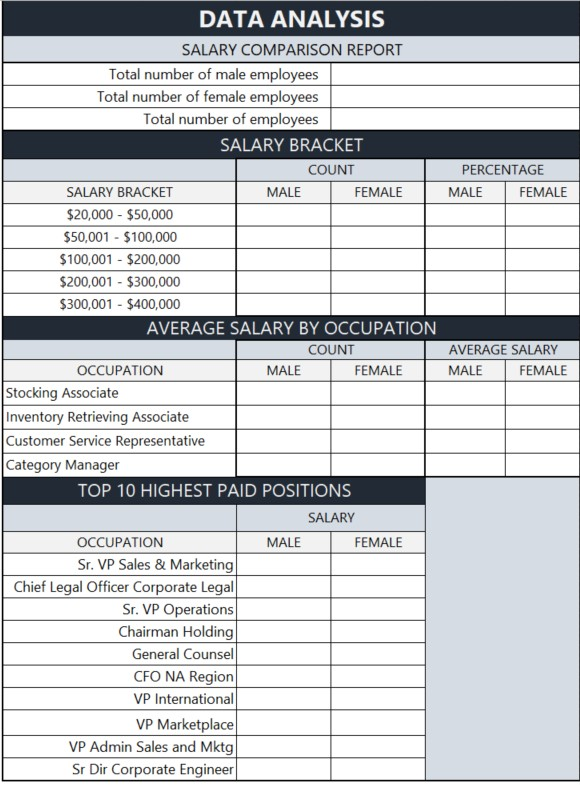 DATA ANALYSIS
SALARY COMPARISON REPORT
Total number of male employees
Total number of female employees
Total number of employees
SALARY BRACKET
COUNT PERCENTAGE
SALARY BRACKET MALE FEMALE MALE FEMALE
$20,000 - $50,000
$50,001 - $100,000
$100,001 - $200,000
$200,001 - $300,000
$300,001 - $400,000
AVERAGE SALARY BY OCCUPATION
COUNT AVERAGE SALARY
OCCUPATION MALE FEMALE MALE FEMALE
Stocking Associate
Inventory Retrieving Associate
Customer Service Representative
Category Manager
TOP 10 HIGHEST PAID POSITIONS
SALARY
OCCUPATION MALE FEMALE
Sr. VP Sales & Marketing
Chief Legal Officer Corporate Legal
Sr. VP Operations
Chairman Holding
General Counsel
CFO NA Region
VP International
VP Marketplace
VP Admin Sales and Mktg
Sr Dir Corporate Engineer